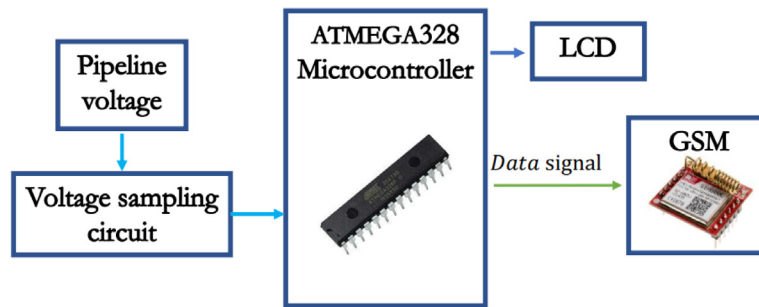 Pipeline
voltage
Voltage sampling
circuit
ATMEGA328
Microcontroller
LCD
Data signal
GSM